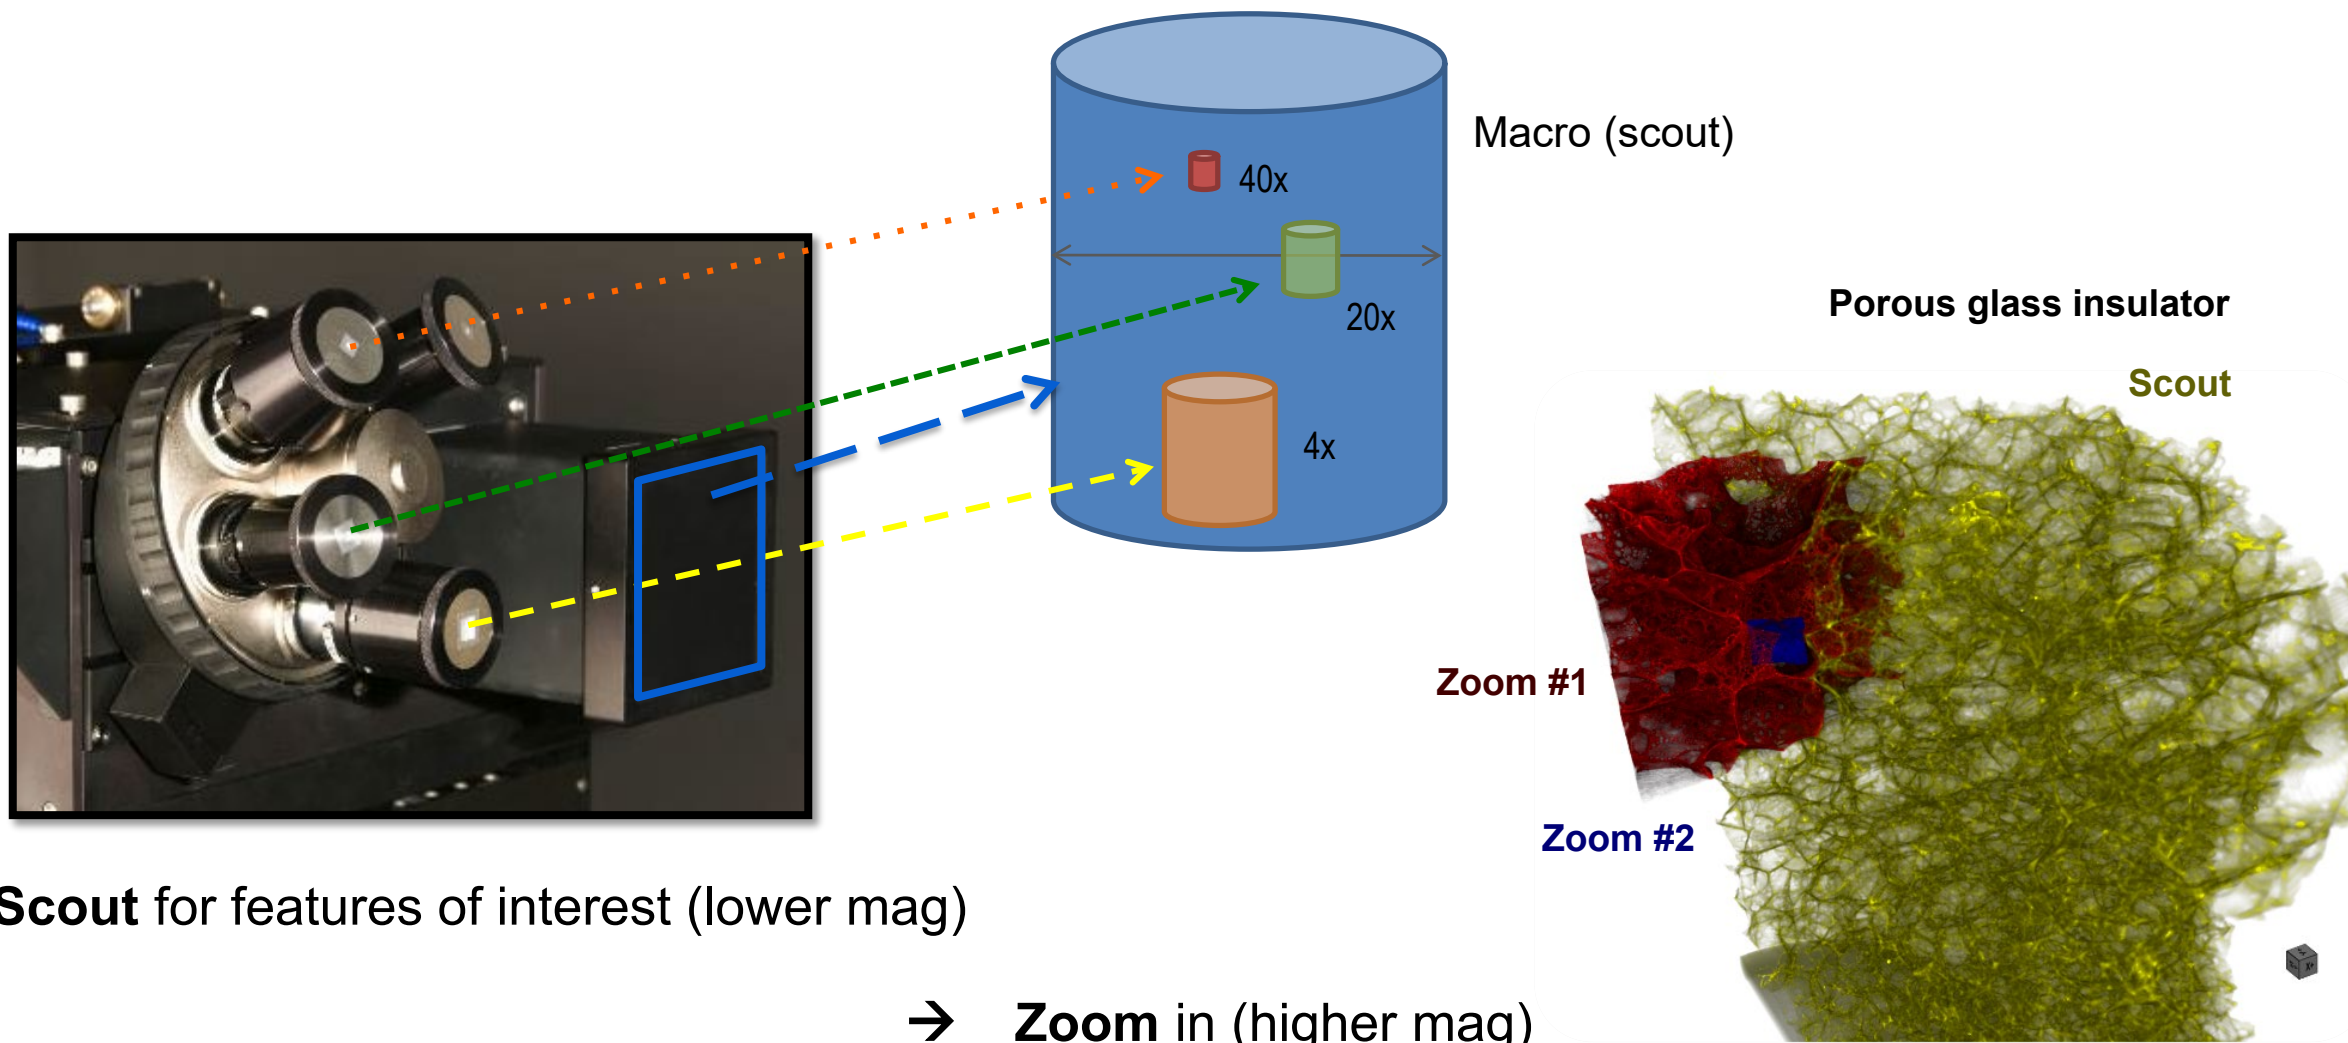 Macro (scout)
40x
20x
4x
Porous glass insulator
Scout
Zoom #1
Zoom #2
Scout for features of interest (lower mag)
→ Zoom in (higher mag)